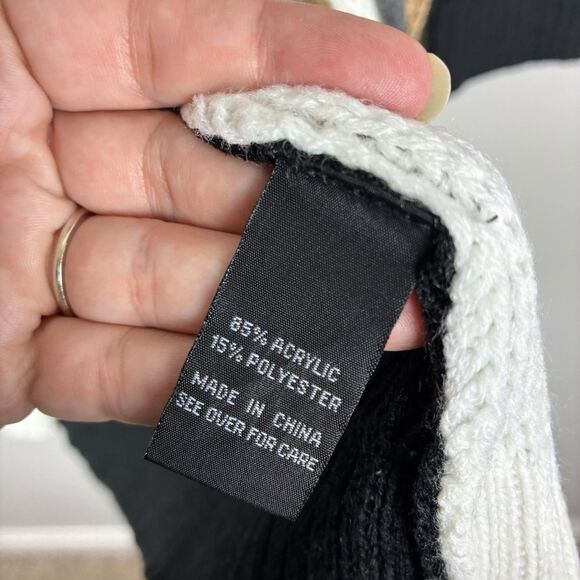 85% ACRYLIC
15% POLYESTER
MADE IN CHINA
SEE OVER FOR CARE